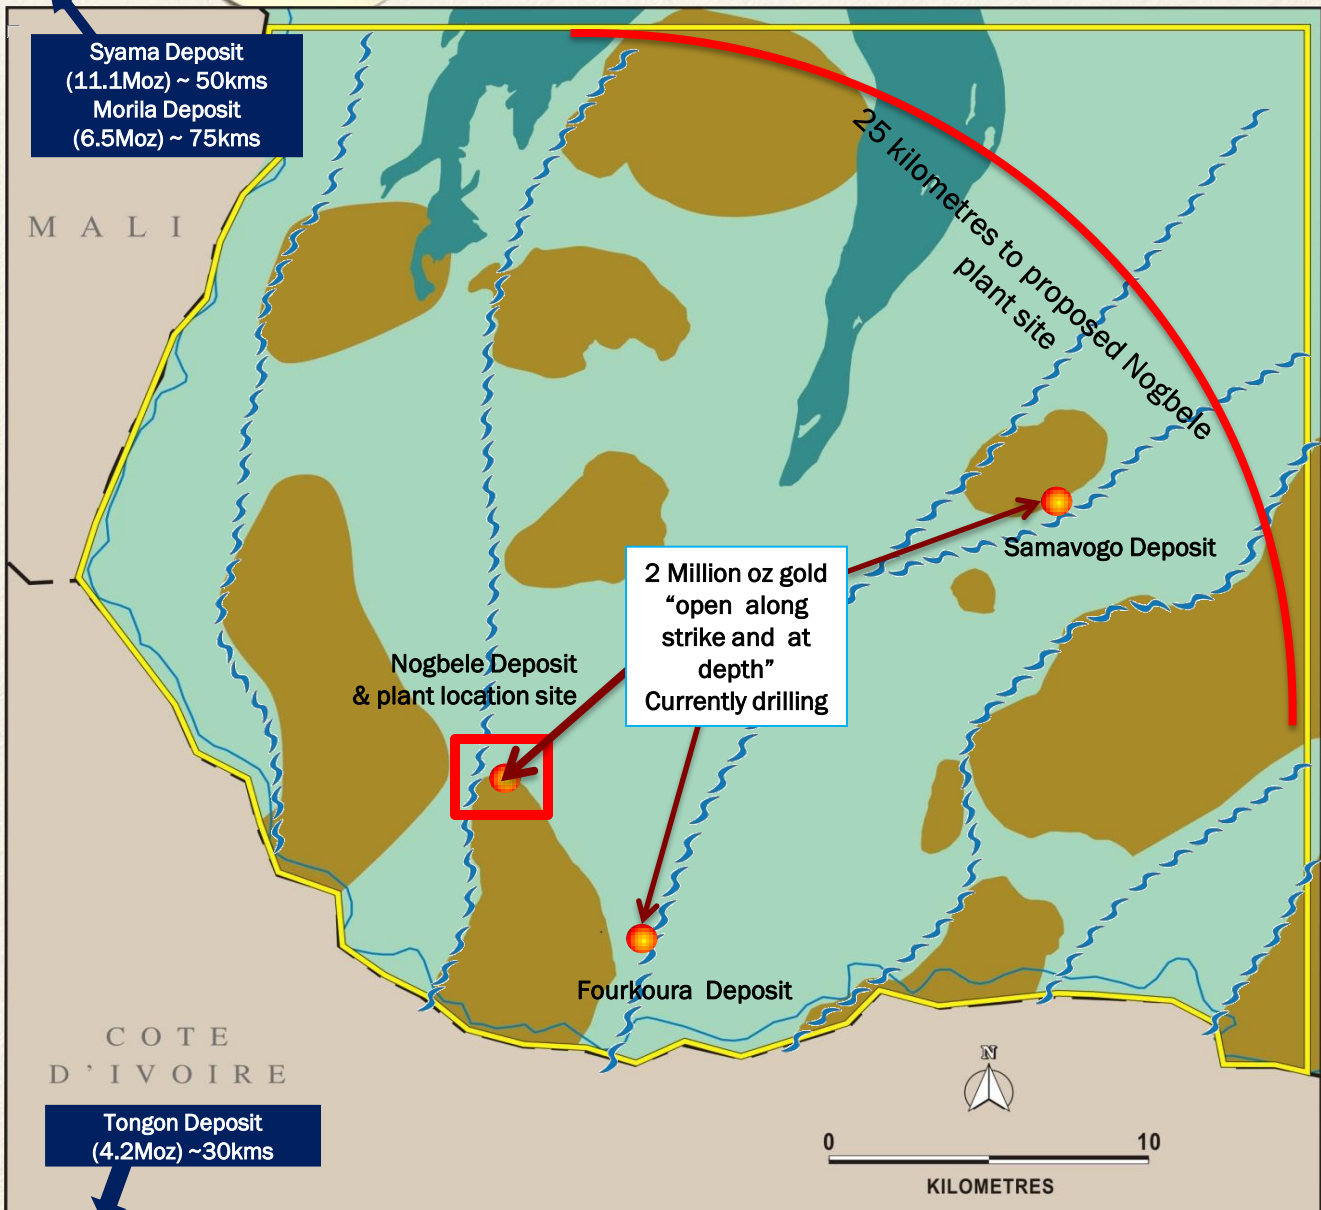 Syama Deposit
(11.1Moz) ~ 50kms
Morila Deposit
(6.5Moz) ~ 75kms
MALI
25 kilometres to proposed Nogbele
plant site
Samavogo Deposit
2 Million oz gold
“open along
strike and at
depth”
Currently drilling
Nogbele Deposit
& plant location site
Fourkoura Deposit
COTE
D'IVOIRE
Tongon Deposit
(4.2Moz) ~30kms
N
0 10
KILOMETRES